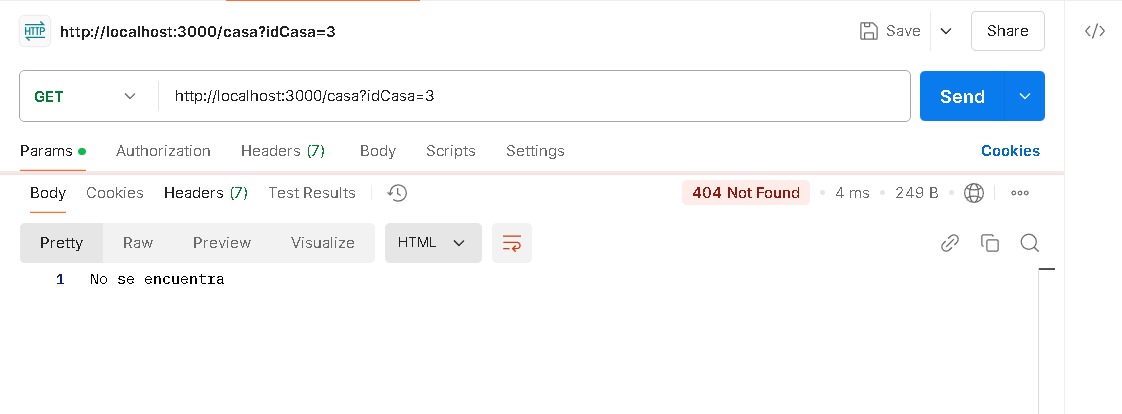 HTTP http://localhost:3000/casa?idCasa=3 Save Share
GET http://localhost:3000/casa?idCasa=3 Send
Params Authorization Headers (7) Body Scripts Settings Cookies
Body Cookies Headers (7) Test Results 404 Not Found 4 ms 249 B
Pretty Raw Preview Visualize HTML
1 No se encuentra